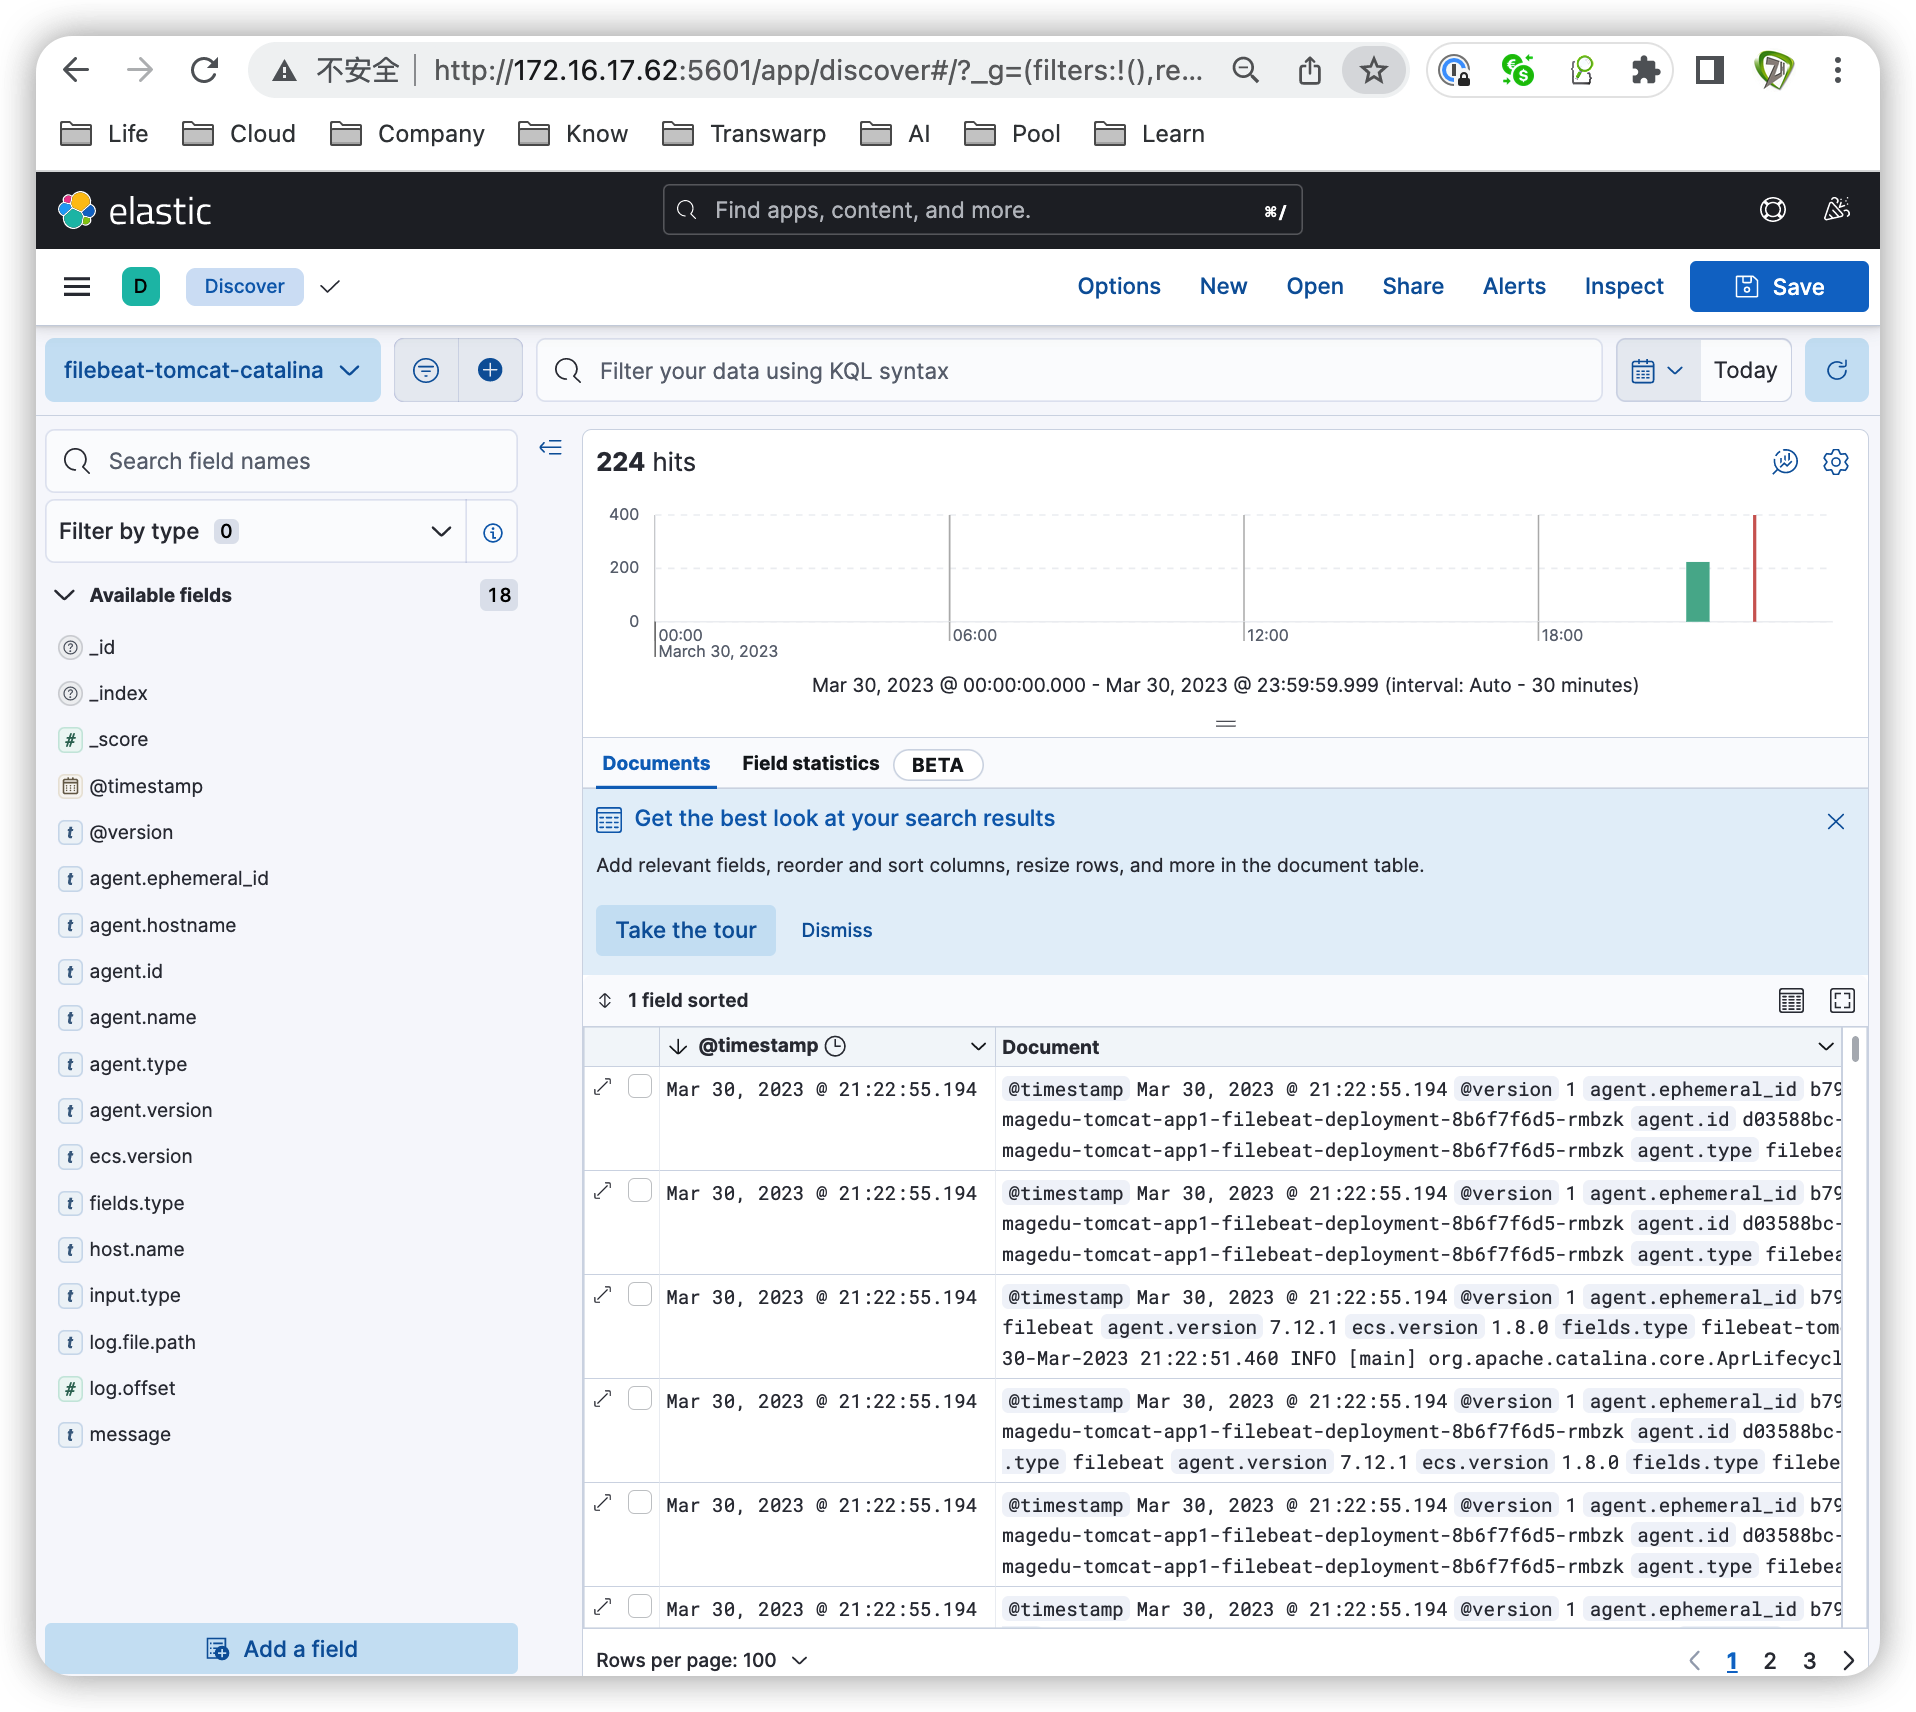 不安全 http://172.16.17.62:5601/app/discover#/?_g=(filters:!(),re...
Life Cloud Company Know Transwarp AI Pool Learn
elastic Find apps, content, and more. ⌘/
D Discover Options New Open Share Alerts Inspect Save
filebeat-tomcat-catalina Filter your data using KQL syntax Today
Search field names
Filter by type 0
Available fields 18
_id
_index
_score
@timestamp
@version
agent.ephemeral_id
agent.hostname
agent.id
agent.name
agent.type
agent.version
ecs.version
fields.type
host.name
input.type
log.file.path
log.offset
message
Add a field
224 hits
400
200
0
00:00 06:00 12:00 18:00
March 30, 2023
Mar 30, 2023 @ 00:00:00.000 - Mar 30, 2023 @ 23:59:59.999 (interval: Auto - 30 minutes)
Documents Field statistics BETA
Get the best look at your search results
Add relevant fields, reorder and sort columns, resize rows, and more in the document table.
Take the tour Dismiss
1 field sorted
@timestamp Document
Mar 30, 2023 @ 21:22:55.194 @timestamp Mar 30, 2023 @ 21:22:55.194 @version 1 agent.ephemeral_id b79
magedu-tomcat-app1-filebeat-deployment-8b6f7f6d5-rmbzk agent.id d03588bc-
magedu-tomcat-app1-filebeat-deployment-8b6f7f6d5-rmbzk agent.type filebea
Mar 30, 2023 @ 21:22:55.194 @timestamp Mar 30, 2023 @ 21:22:55.194 @version 1 agent.ephemeral_id b79
magedu-tomcat-app1-filebeat-deployment-8b6f7f6d5-rmbzk agent.id d03588bc-
magedu-tomcat-app1-filebeat-deployment-8b6f7f6d5-rmbzk agent.type filebea
Mar 30, 2023 @ 21:22:55.194 @timestamp Mar 30, 2023 @ 21:22:55.194 @version 1 agent.ephemeral_id b79
filebeat agent.version 7.12.1 ecs.version 1.8.0 fields.type filebeat-tom
30-Mar-2023 21:22:51.460 INFO [main] org.apache.catalina.core.AprLifecycl
Mar 30, 2023 @ 21:22:55.194 @timestamp Mar 30, 2023 @ 21:22:55.194 @version 1 agent.ephemeral_id b79
magedu-tomcat-app1-filebeat-deployment-8b6f7f6d5-rmbzk agent.id d03588bc-
.type filebeat agent.version 7.12.1 ecs.version 1.8.0 fields.type filebe
Mar 30, 2023 @ 21:22:55.194 @timestamp Mar 30, 2023 @ 21:22:55.194 @version 1 agent.ephemeral_id b79
magedu-tomcat-app1-filebeat-deployment-8b6f7f6d5-rmbzk agent.id d03588bc-
magedu-tomcat-app1-filebeat-deployment-8b6f7f6d5-rmbzk agent.type filebea
Mar 30, 2023 @ 21:22:55.194 @timestamp Mar 30, 2023 @ 21:22:55.194 @version 1 agent.ephemeral_id b79
Rows per page: 100 1 2 3